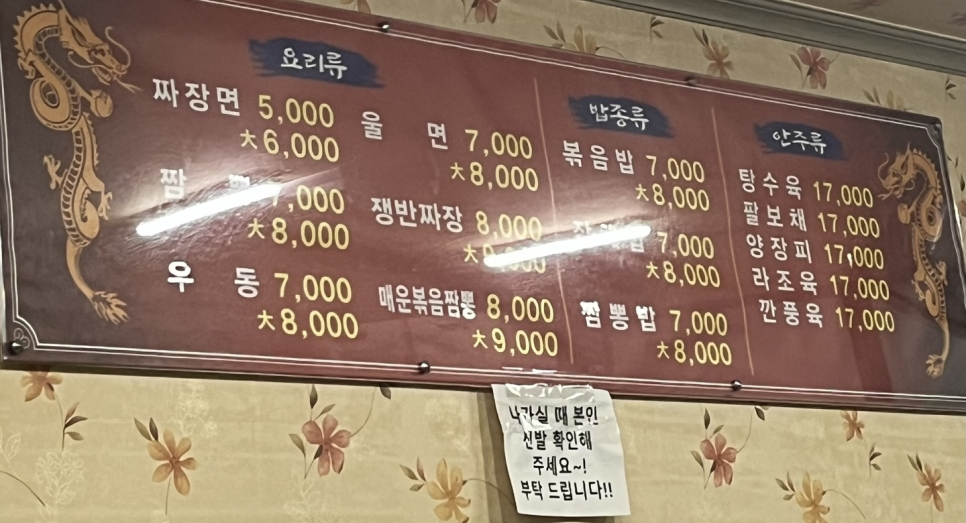 요리류
짜장면 5,000
大6,000
짬 ,000
大8,000
우 동 7,000
大8,000
울 면 7,000
大8,000
쟁반짜장 8,000
大9,000
매운볶음짬뽕 8,000
大9,000
밥종류
볶음밥 7,000
大8,000
7,000
大8,000
짬뽕밥 7,000
大8,000
안주류
탕수육 17,000
팔보채 17,000
양장피 17,000
라조육 17,000
깐풍육 17,000
나가실 때 본인
신발 확인해
주세요~!
부탁 드립니다!!